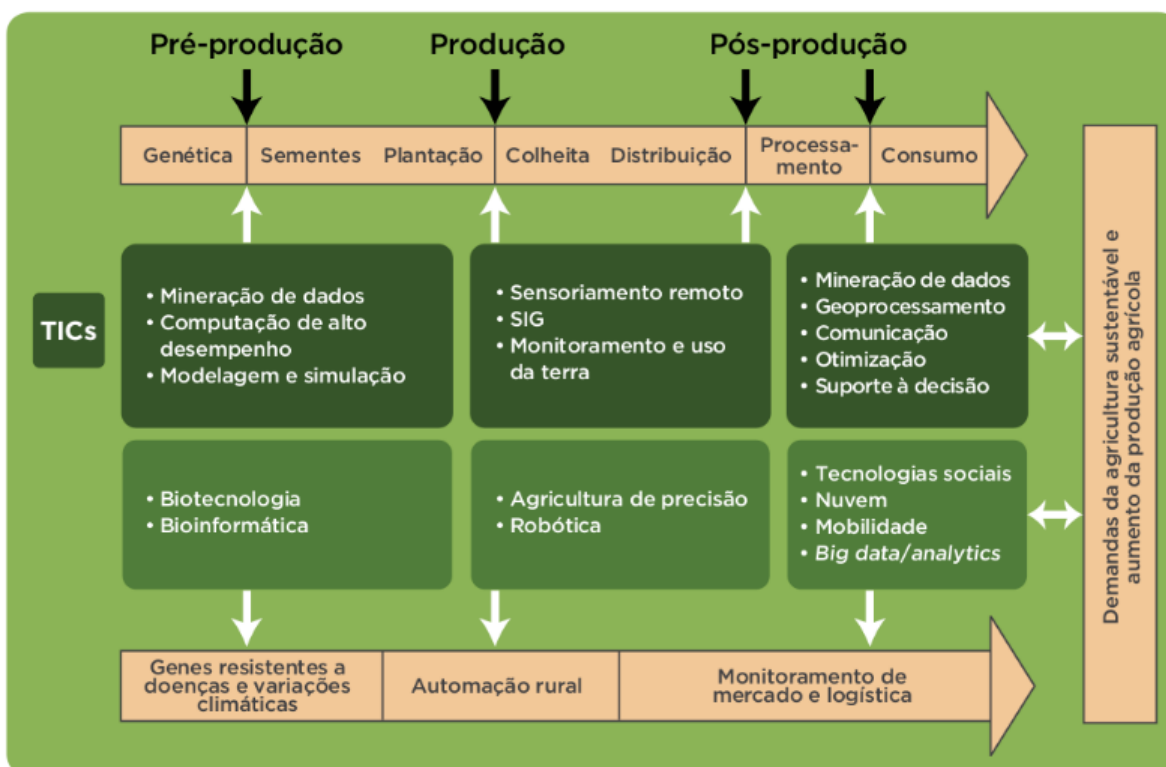 Pré-produção
Produção
Pós-produção
Genética
Sementes
Plantação
Colheita
Distribuição
Processa-
mento
Consumo
TICs
• Mineração de dados
• Computação de alto
desempenho
• Modelagem e simulação
• Sensoriamento remoto
• SIG
• Monitoramento e uso
da terra
• Mineração de dados
• Geoprocessamento
• Comunicação
• Otimização
• Suporte à decisão
• Biotecnologia
• Bioinformática
• Agricultura de precisão
• Robótica
• Tecnologias sociais
• Nuvem
• Mobilidade
• Big data/analytics
Genes resistentes a
doenças e variações
climáticas
Automação rural
Monitoramento de
mercado e logística
Demandas da agricultura sustentável e
aumento da produção agrícola